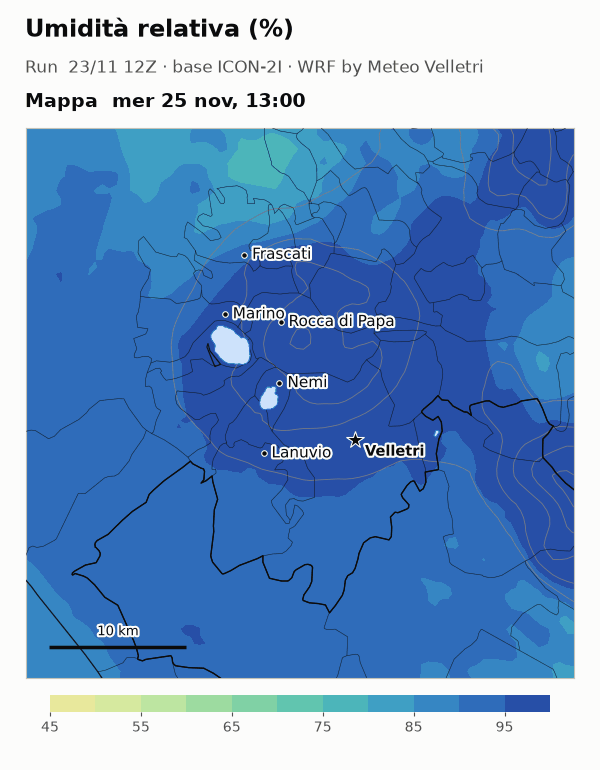 Umidità relativa (%)
Run  23/11 12Z · base ICON-2I · WRF by Meteo Velletri
Mappa  mer 25 nov, 13:00
Frascati
Marino
Rocca di Papa
Nemi
Velletri
Lanuvio
10 km
45 55 65 75 85 95